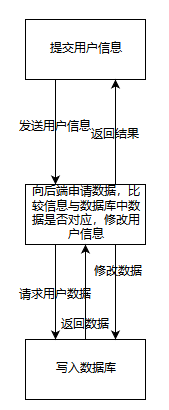 提交用户信息
发送用户信息
返回结果
向后端申请数据，比
较信息与数据库中数
据是否对应，修改用
户信息
修改数据
请求用户数据
返回数据
写入数据库